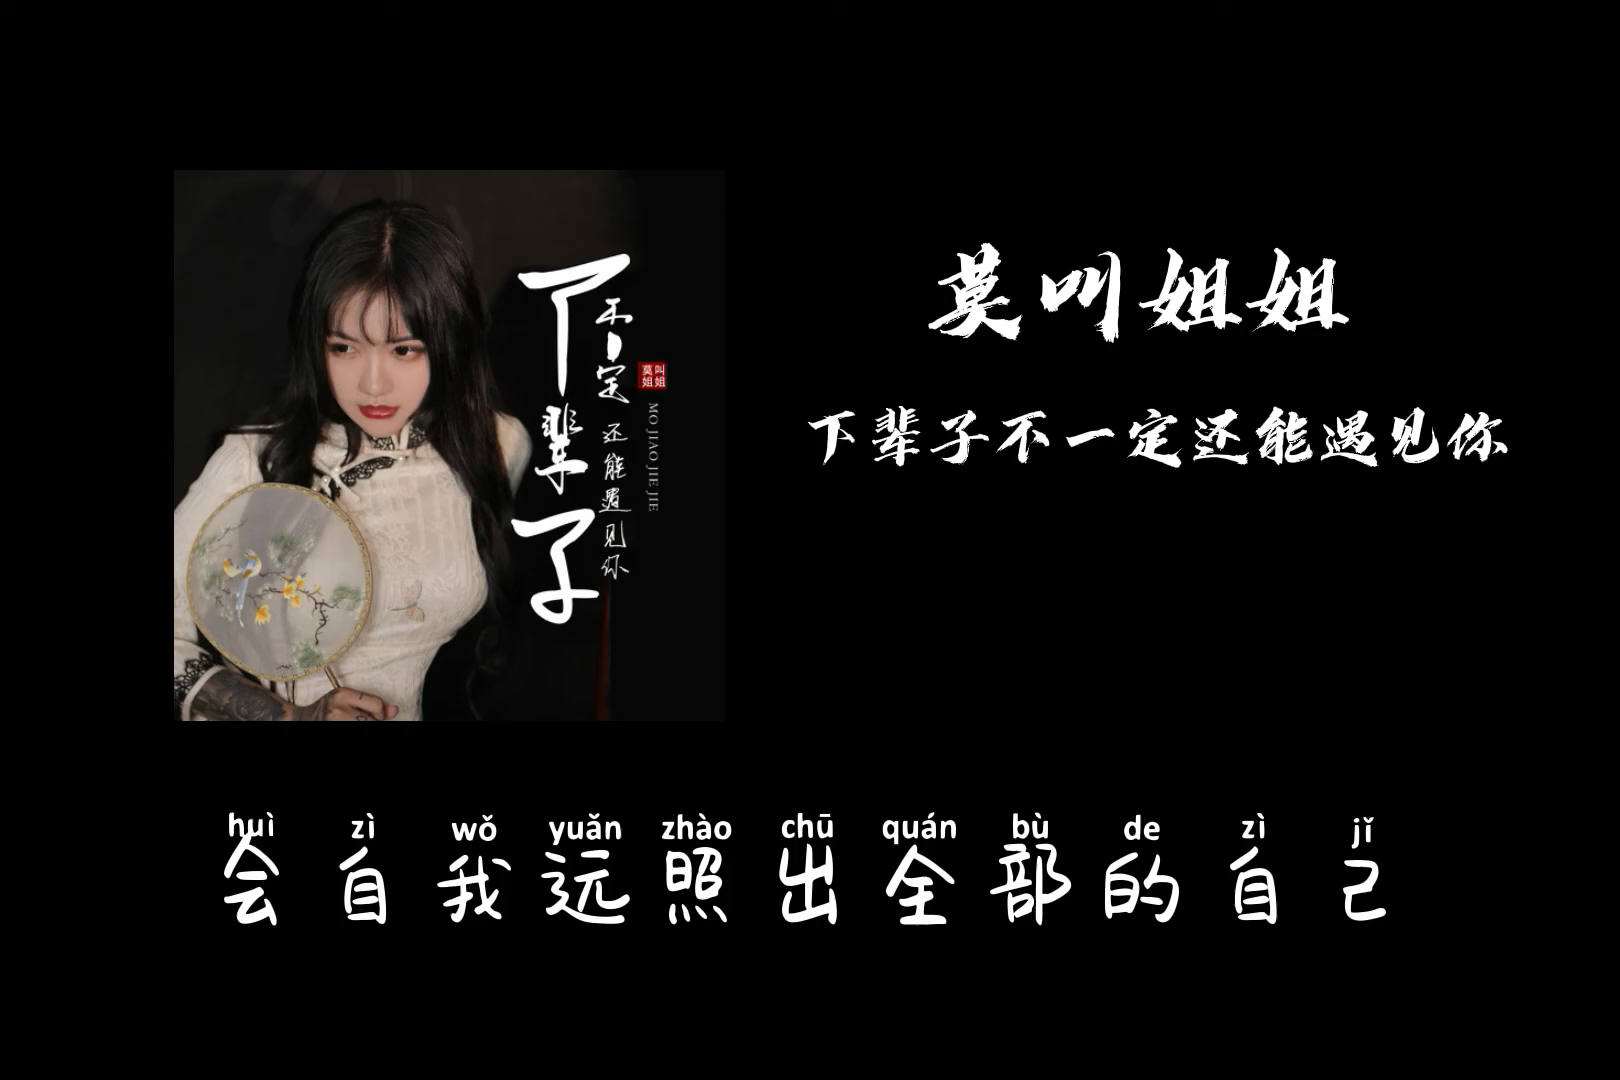 下辈子
不一定还能遇见你
莫叫
姐姐
MO JIAO JIE JIE
莫叫姐姐
下辈子不一定还能遇见你
huì zì wǒ yuǎn zhào chū quán bù de zì jǐ
会自我远照出全部的自己